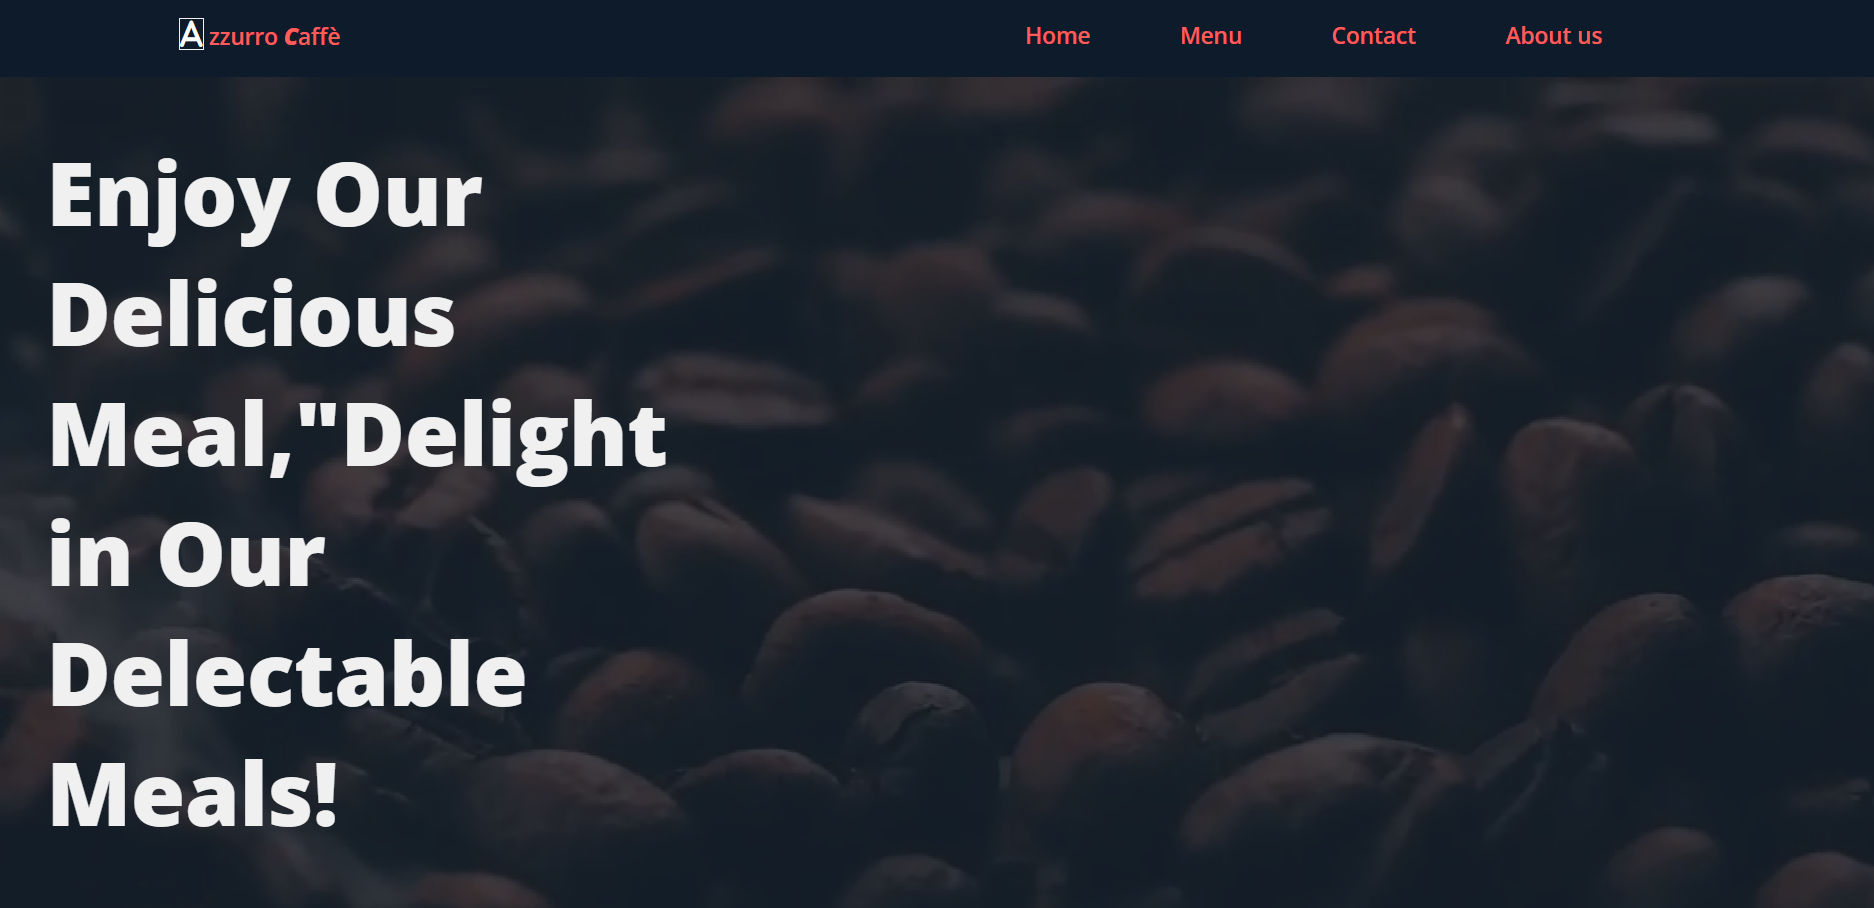 Azzurro Caffè
Home Menu Contact About us
Enjoy Our
Delicious
Meal,"Delight
in Our
Delectable
Meals!